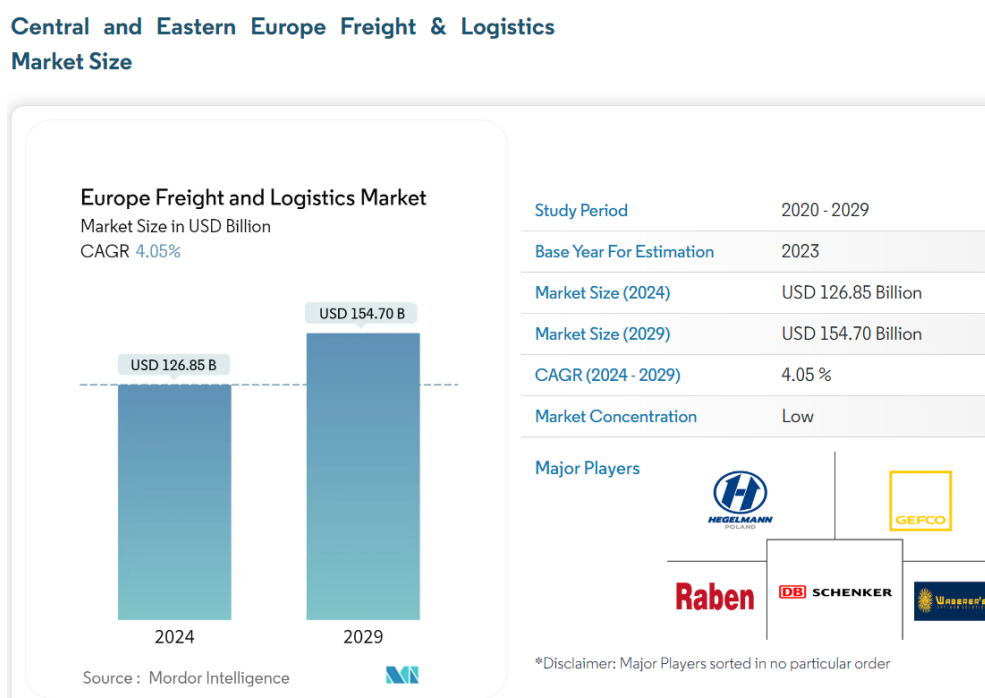 Central and Eastern Europe Freight & Logistics
Market Size
Europe Freight and Logistics Market
Market Size in USD Billion
CAGR 4.05%
USD 154.70 B
USD 126.85 B
2024
2029
Source : Mordor Intelligence
Study Period 2020 - 2029
Base Year For Estimation 2023
Market Size (2024) USD 126.85 Billion
Market Size (2029) USD 154.70 Billion
CAGR (2024 - 2029) 4.05 %
Market Concentration Low
Major Players
HEGELMANN
POLAND
GEFCO
Raben
DB SCHENKER
WABERER'S
*Disclaimer: Major Players sorted in no particular order